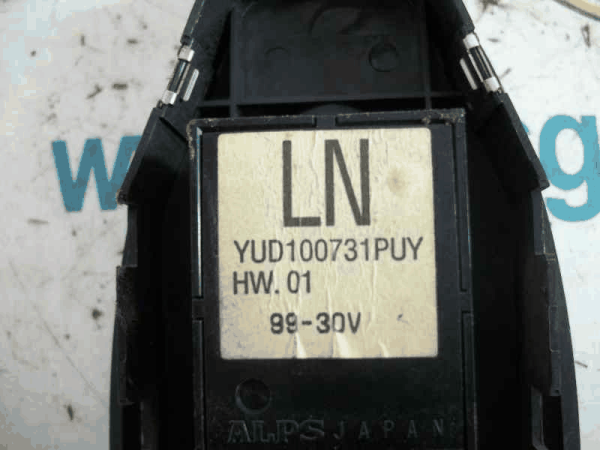 LN
YUD100731PUY
HW. 01
99-30V
ALPS JAPAN